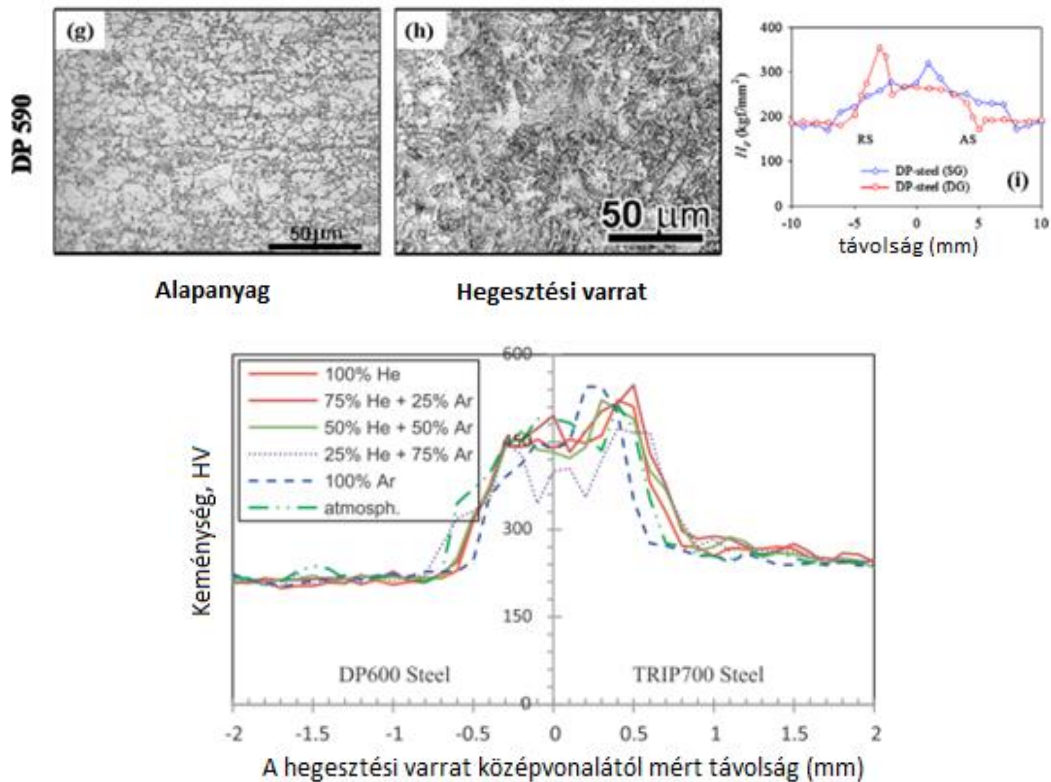 DP 590
(g)
50 µm
(h)
50 µm
400
300
200
100
0
Hv (kgf/mm²)
RS
AS
DP-steel (SG)
DP-steel (DG)
(i)
-10
-5
0
5
10
távolság (mm)
Alapanyag
Hegesztési varrat
600
450
300
150
0
Keménység, HV
100% He
75% He + 25% Ar
50% He + 50% Ar
25% He + 75% Ar
100% Ar
atmosph.
DP600 Steel
TRIP700 Steel
-2
-1.5
-1
-0.5
0
0.5
1
1.5
2
A hegesztési varrat középvonalától mért távolság (mm)